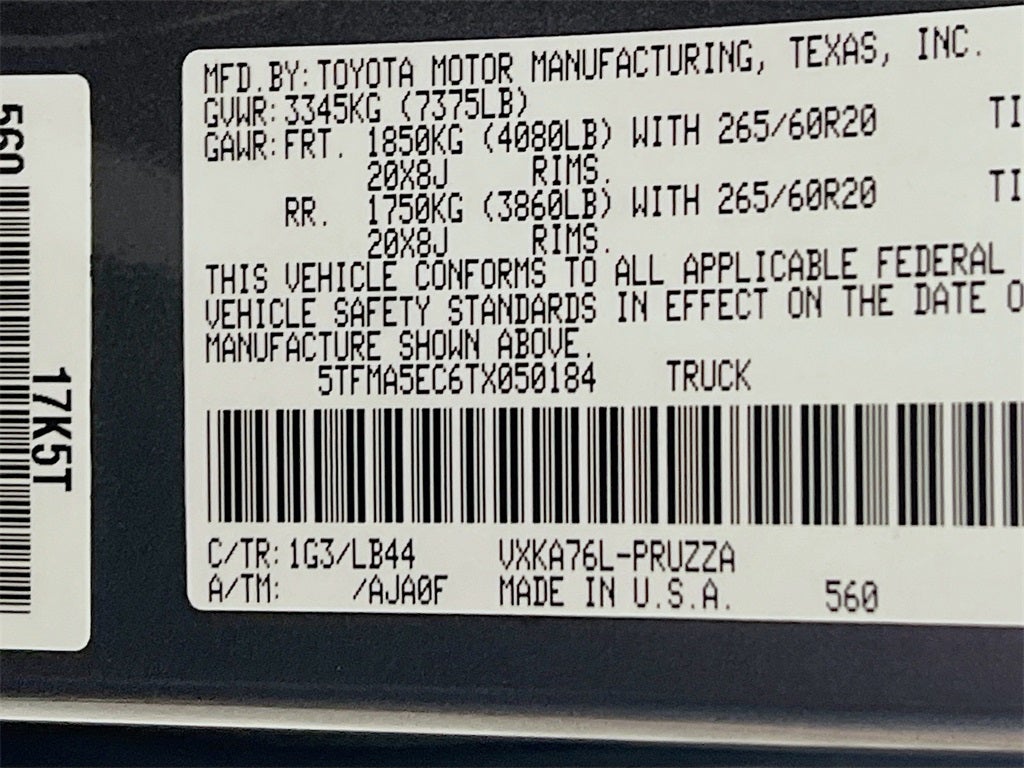 MFD.BY:TOYOTA MOTOR MANUFACTURING, TEXAS, INC.
GVWR:3345KG (7375LB)
GAWR:FRT. 1850KG (4080LB) WITH 265/60R20 TI
20X8J RIMS.
RR. 1750KG (3860LB) WITH 265/60R20 TI
20X8J RIMS.
THIS VEHICLE CONFORMS TO ALL APPLICABLE FEDERAL
VEHICLE SAFETY STANDARDS IN EFFECT ON THE DATE O
MANUFACTURE SHOWN ABOVE.
5TFMA5EC6TX050184 TRUCK
C/TR:1G3/LB44 VXKA76L-PRUZZA
A/TM: /AJA0F MADE IN U.S.A. 560
560
17K5T